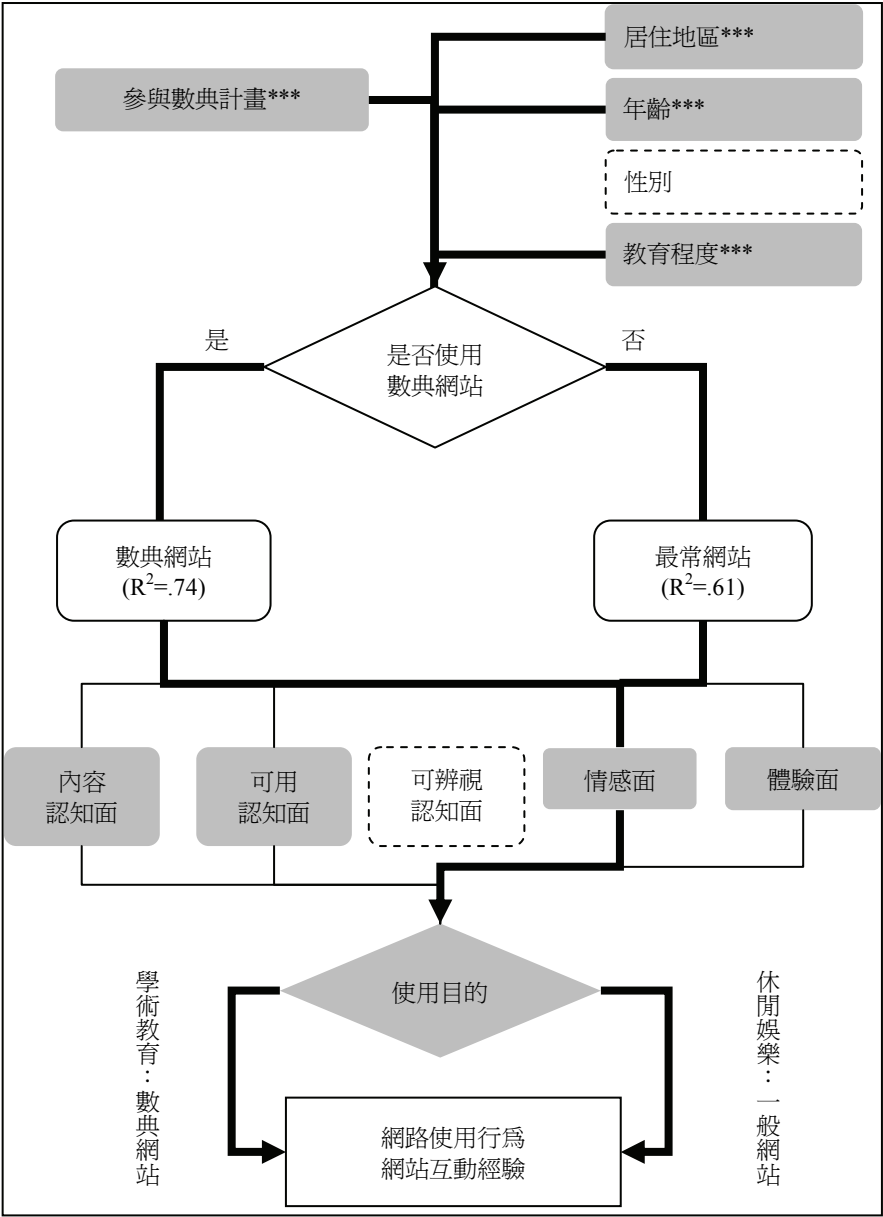 居住地區***
參與數典計畫***
年齡***
性別
教育程度***
是
否
是否使用
數典網站
數典網站
(R²=.74)
最常網站
(R²=.61)
內容
認知面
可用
認知面
可辨視
認知面
情感面
體驗面
使用目的
學術教育：數典網站
休閒娛樂：一般網站
網路使用行爲
網站互動經驗